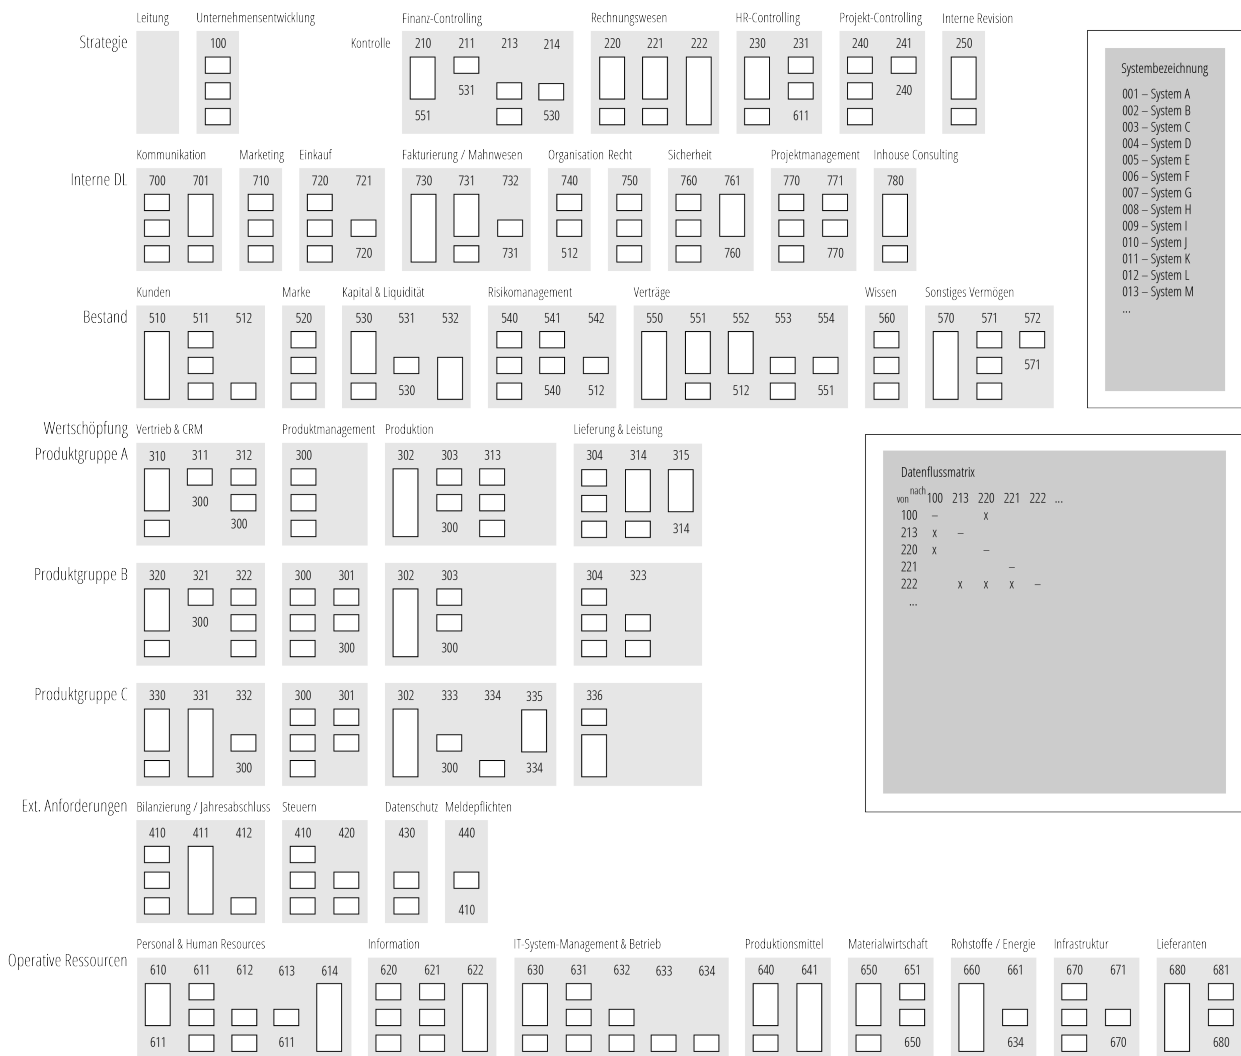 Leitung Unternehmensentwicklung Finanz-Controlling Rechnungswesen HR-Controlling Projekt-Controlling Interne Revision
Strategie 100 Kontrolle 210 211 213 214 220 221 222 230 231 240 241 250
531 240
551 530 611
Kommunikation Marketing Einkauf Fakturierung / Mahnwesen Organisation Recht Sicherheit Projektmanagement Inhouse Consulting
Interne DL 700 701 710 720 721 730 731 732 740 750 760 761 770 771 780
720 731 512 760 770
Kunden Marke Kapital & Liquidität Risikomanagement Verträge Wissen Sonstiges Vermögen
Bestand 510 511 512 520 530 531 532 540 541 542 550 551 552 553 554 560 570 571 572
571
530 540 512 512 551
Wertschöpfung Vertrieb & CRM Produktmanagement Produktion Lieferung & Leistung
Produktgruppe A 310 311 312 300 302 303 313 304 314 315
300
300 300 314
Produktgruppe B 320 321 322 300 301 302 303 304 323
300
300 300
Produktgruppe C 330 331 332 300 301 302 333 334 335 336
300 300 334
Ext. Anforderungen Bilanzierung / Jahresabschluss Steuern Datenschutz Meldepflichten
410 411 412 410 420 430 440
410
Operative Ressourcen Personal & Human Resources Information IT-System-Management & Betrieb Produktionsmittel Materialwirtschaft Rohstoffe / Energie Infrastruktur Lieferanten
610 611 612 613 614 620 621 622 630 631 632 633 634 640 641 650 651 660 661 670 671 680 681
611 611 650 634 670 680
Systembezeichnung
001 – System A
002 – System B
003 – System C
004 – System D
005 – System E
006 – System F
007 – System G
008 – System H
009 – System I
010 – System J
011 – System K
012 – System L
013 – System M
...
Datenflussmatrix
von nach 100 213 220 221 222 ...
100 – x
213 x –
220 x –
221 –
222 x x x –
...